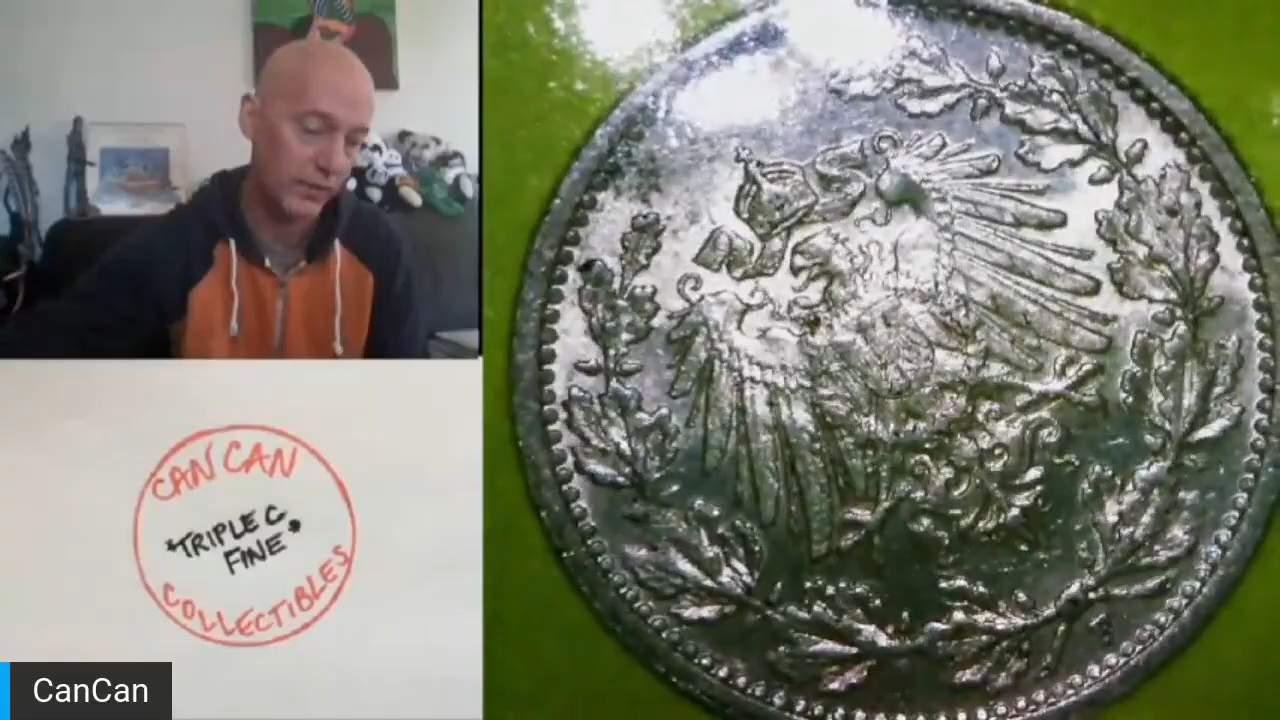 CAN CAN
*TRIPLE C
FINE*
COLLECTIBLES
CanCan